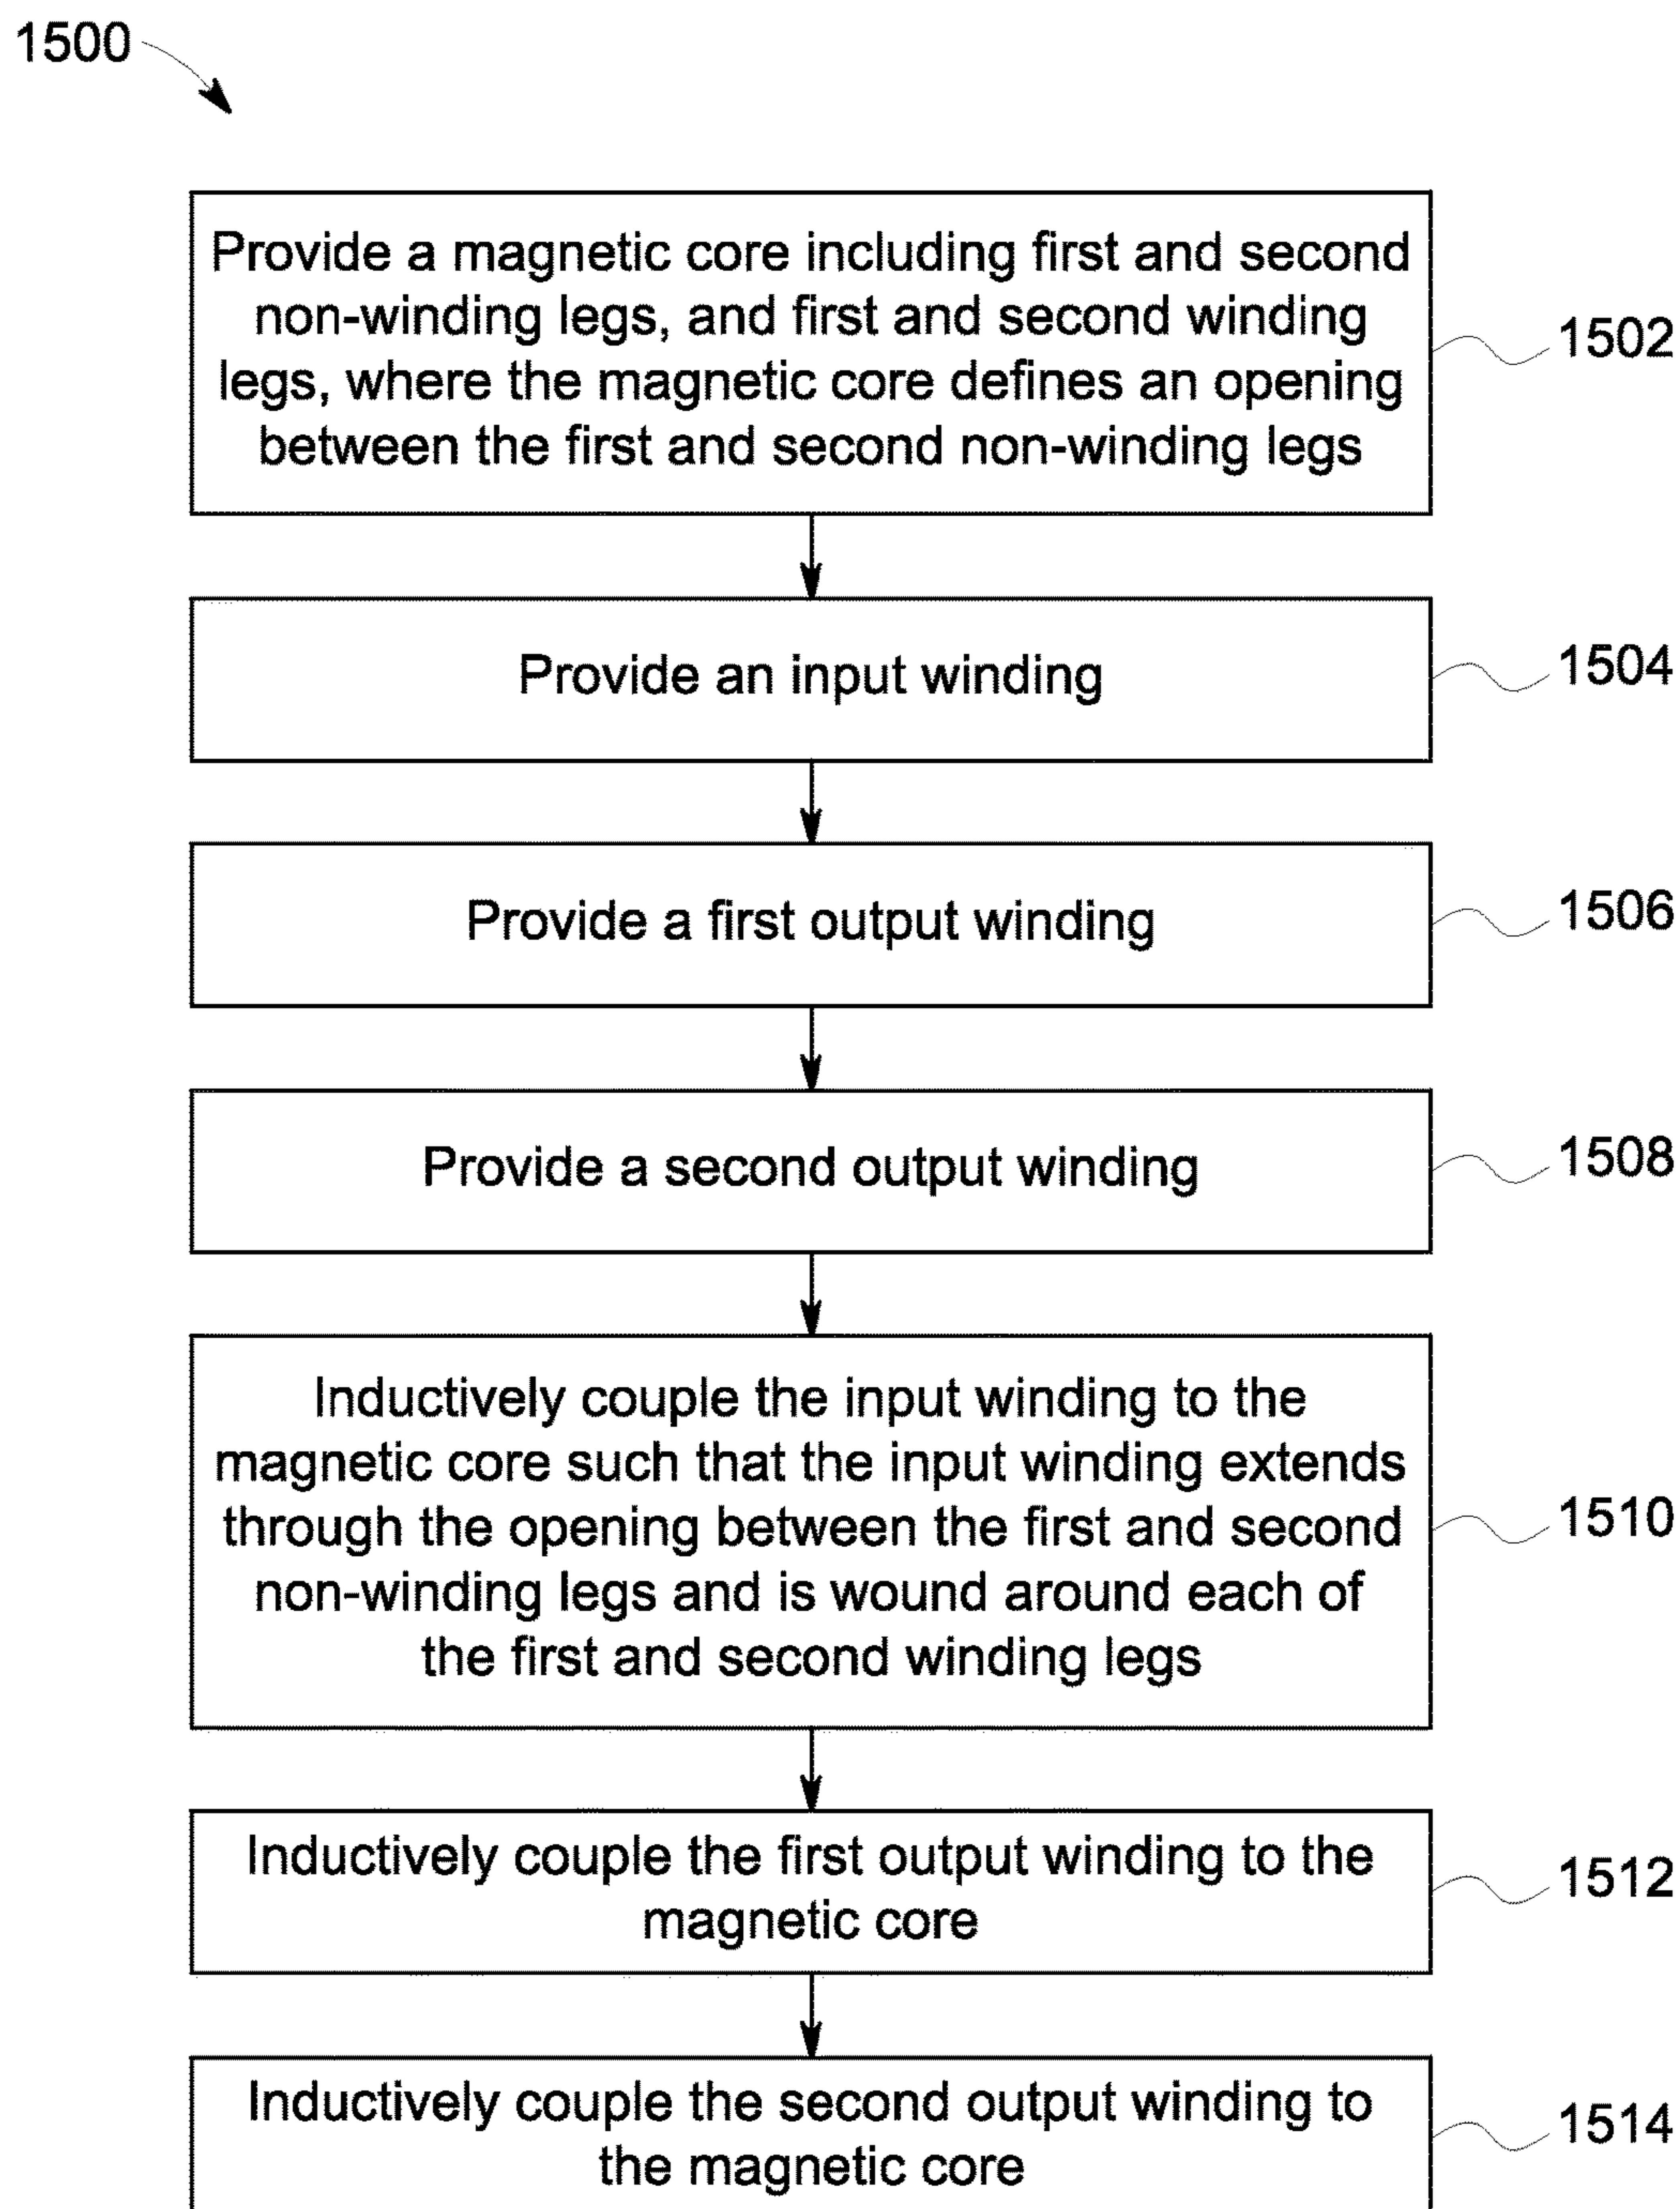 1500
Provide a magnetic core including first and second
non-winding legs, and first and second winding
legs, where the magnetic core defines an opening
between the first and second non-winding legs
1502
Provide an input winding
1504
Provide a first output winding
1506
Provide a second output winding
1508
Inductively couple the input winding to the
magnetic core such that the input winding extends
through the opening between the first and second
non-winding legs and is wound around each of
the first and second winding legs
1510
Inductively couple the first output winding to the
magnetic core
1512
Inductively couple the second output winding to
the magnetic core
1514